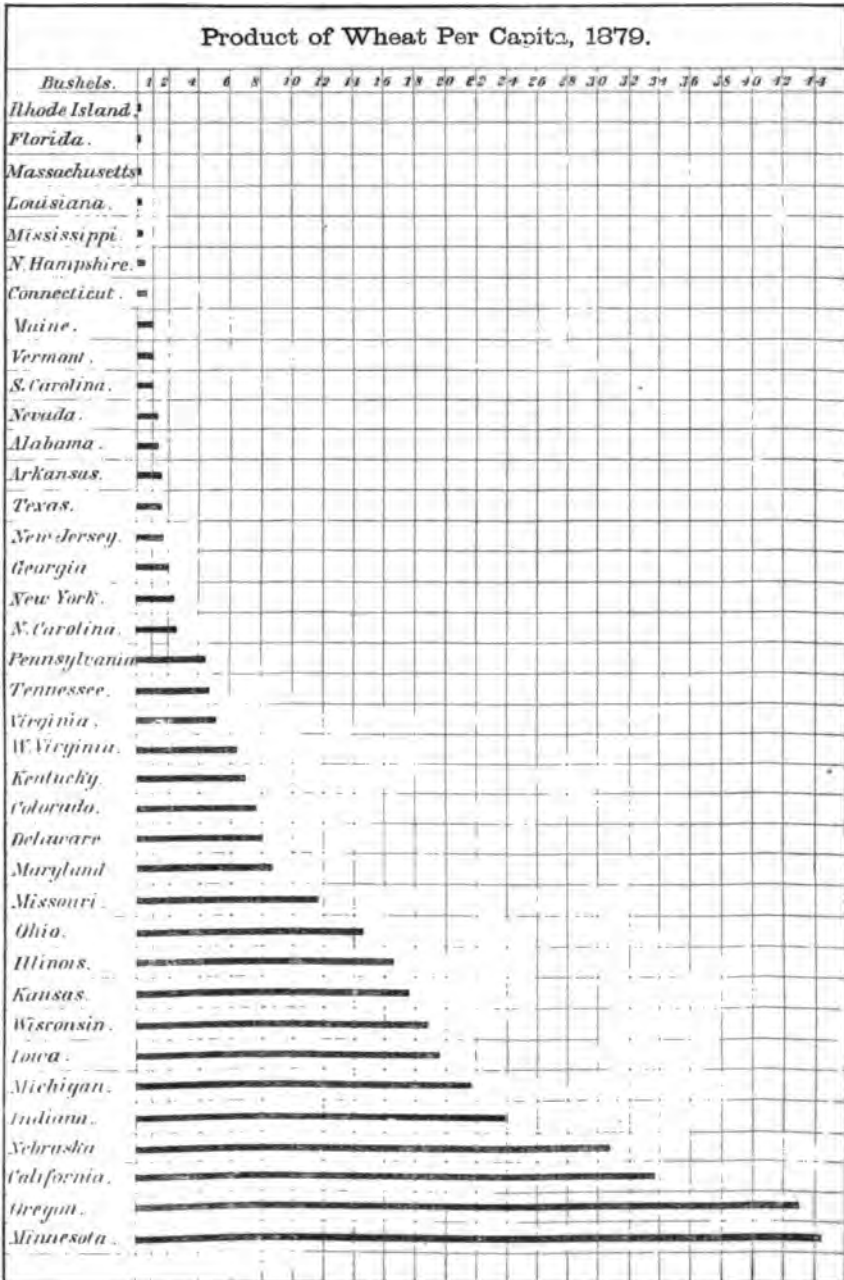 Product of Wheat Per Capita, 1879.
Bushels. 1 2 4 6 8 10 12 14 16 18 20 22 24 26 28 30 32 34 36 38 40 42 44
Rhode Island.
Florida.
Massachusetts
Louisiana.
Mississippi.
N. Hampshire.
Connecticut.
Maine.
Vermont.
S. Carolina.
Nevada.
Alabama.
Arkansas.
Texas.
New Jersey.
Georgia
New York.
N. Carolina.
Pennsylvania
Tennessee.
Virginia.
W. Virginia.
Kentucky.
Colorado.
Delaware
Maryland
Missouri.
Ohio.
Illinois.
Kansas.
Wisconsin.
Iowa.
Michigan.
Indiana.
Nebraska
California.
Oregon.
Minnesota.